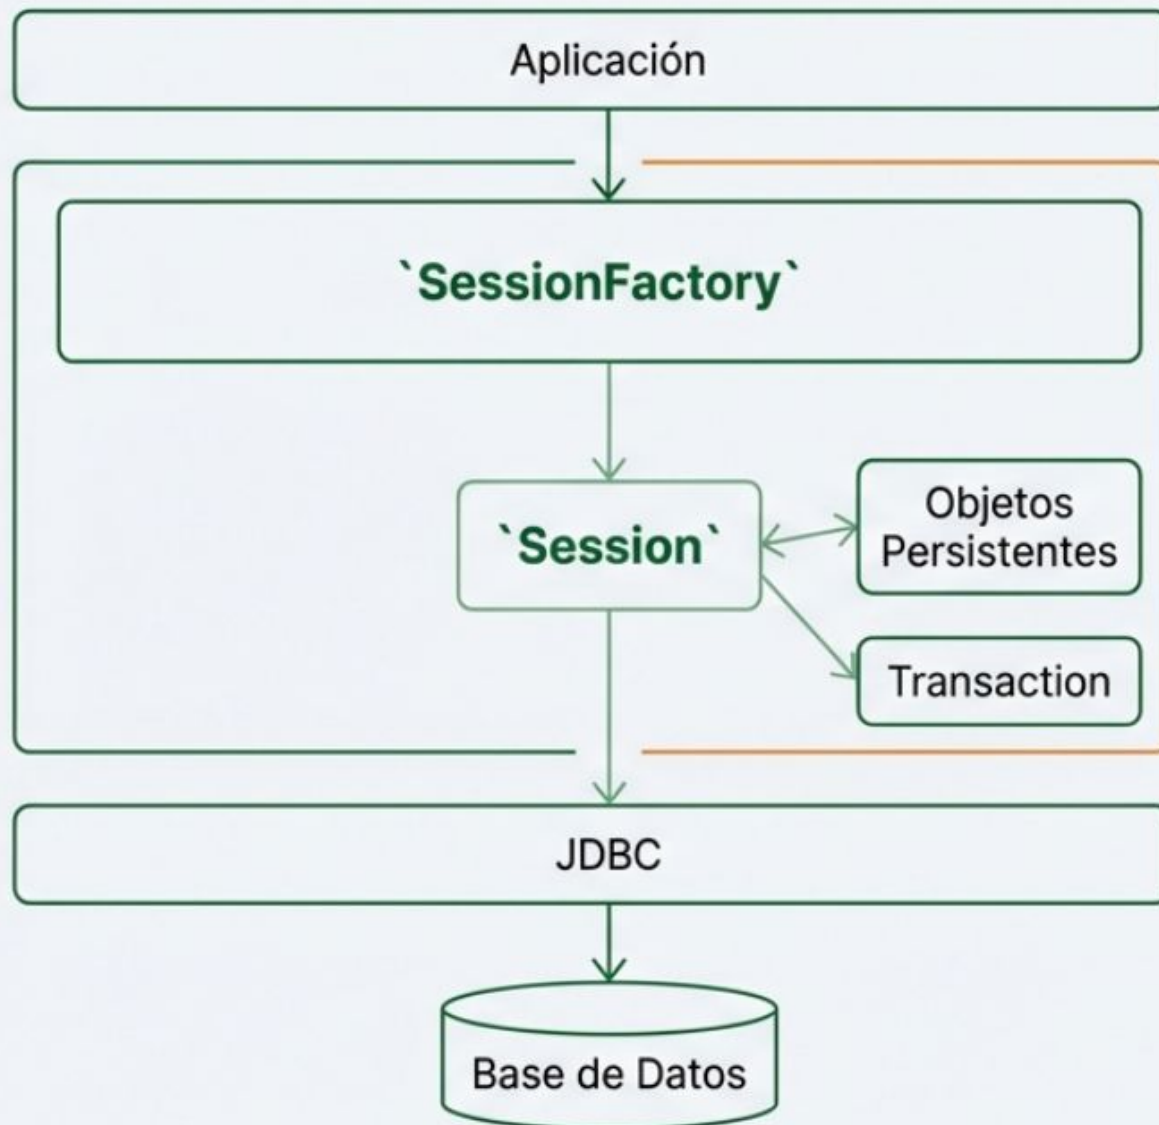 Aplicación
`SessionFactory`
`Session`
Objetos
Persistentes
Transaction
JDBC
Base de Datos